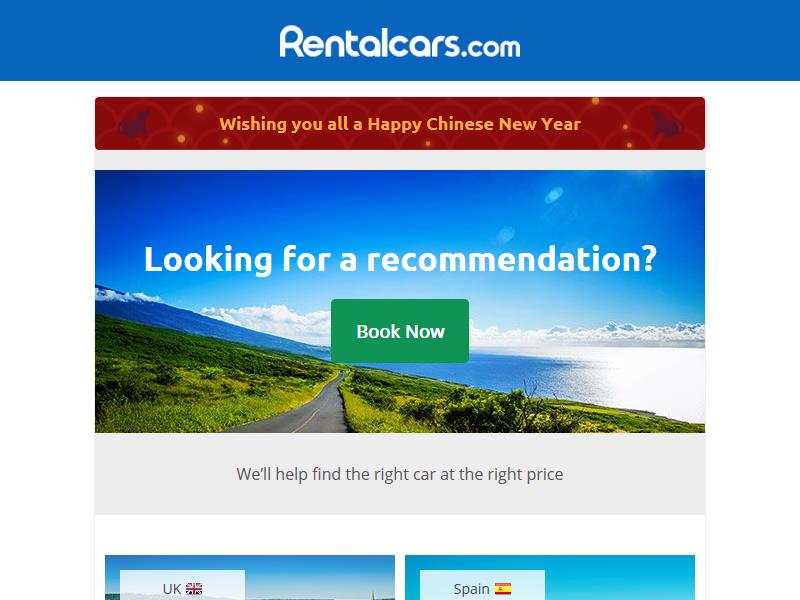 Rentalcars.com
Wishing you all a Happy Chinese New Year
Looking for a recommendation?
Book Now
We’ll help find the right car at the right price
UK
Spain